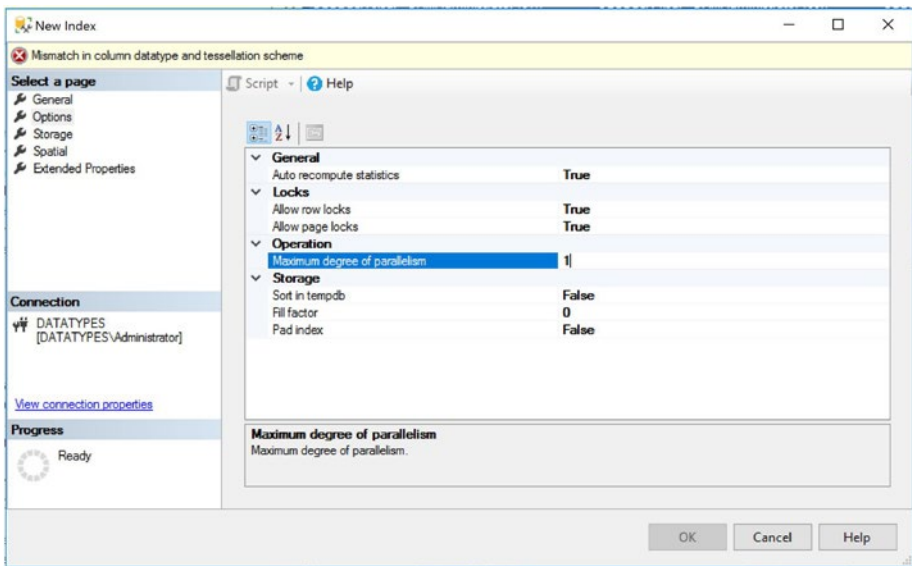 New Index
Mismatch in column datatype and tessellation scheme
Select a page
General
Options
Storage
Spatial
Extended Properties
Connection
DATATYPES
[DATATYPES\Administrator]
View connection properties
Progress
Ready
Script
Help
General
Auto recompute statistics True
Locks
Allow row locks True
Allow page locks True
Operation
Maximum degree of parallelism 1
Storage
Sort in tempdb False
Fill factor 0
Pad index False
Maximum degree of parallelism
Maximum degree of parallelism.
OK Cancel Help